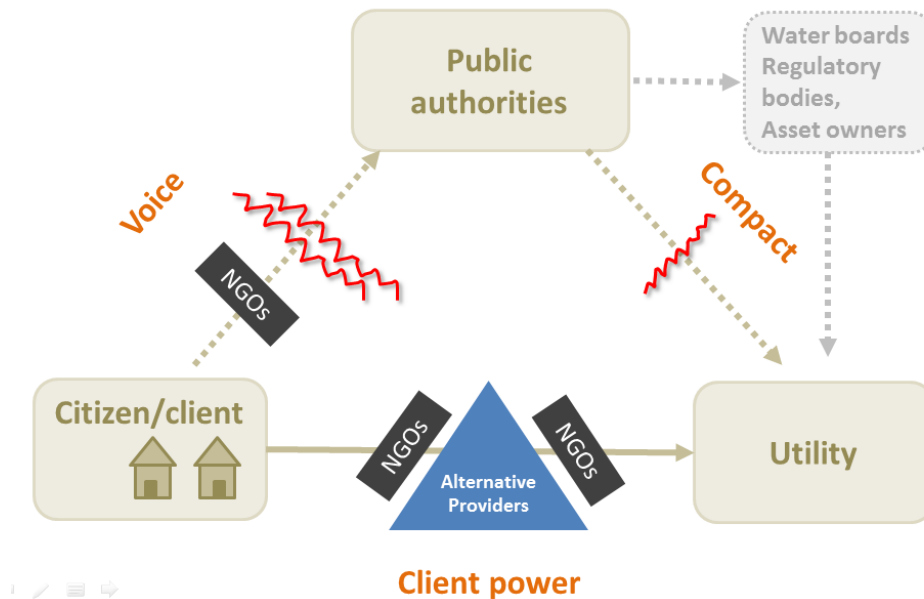 Public
authorities
Water boards
Regulatory
bodies,
Asset owners
Voice
Compact
NGOs
Citizen/client
NGOs
NGOs
Alternative
Providers
Utility
Client power